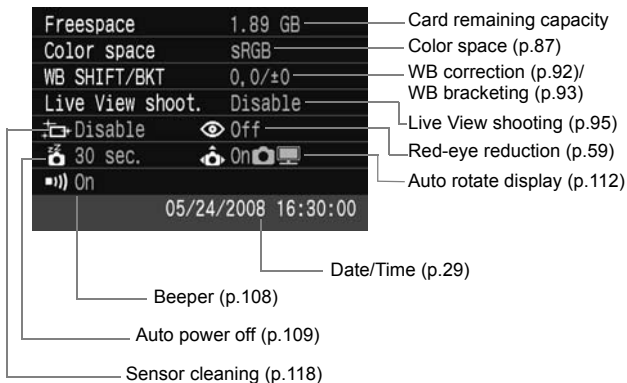 Freespace 1.89 GB
Card remaining capacity
Color space sRGB
Color space (p.87)
WB SHIFT/BKT 0,0/±0
WB correction (p.92)/
WB bracketing (p.93)
Live View shoot. Disable
Live View shooting (p.95)
Disable Off
Red-eye reduction (p.59)
30 sec. On
Auto rotate display (p.112)
On
05/24/2008 16:30:00
Date/Time (p.29)
Beeper (p.108)
Auto power off (p.109)
Sensor cleaning (p.118)